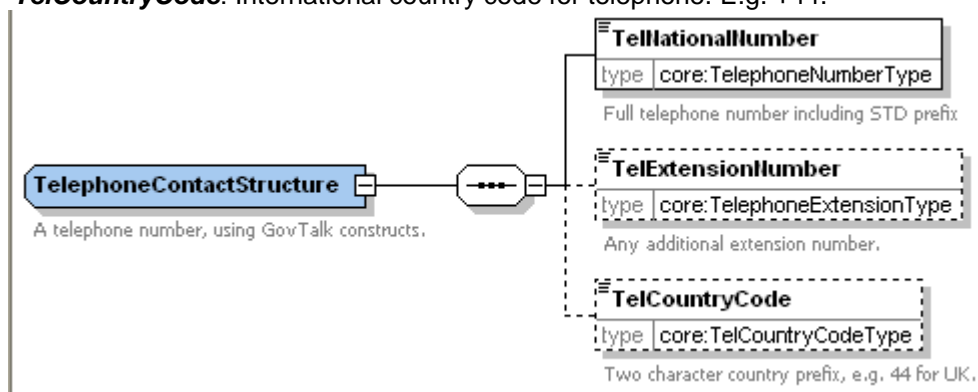 TelCountryCode. International country code for telephone. E.g. +44.
TelNationalNumber
type core:TelephoneNumberType
Full telephone number including STD prefix
TelExtensionNumber
type core:TelephoneExtensionType
Any additional extension number.
TelephoneContactStructure
A telephone number, using GovTalk constructs.
TelCountryCode
type core:TelCountryCodeType
Two character country prefix, e.g. 44 for UK.